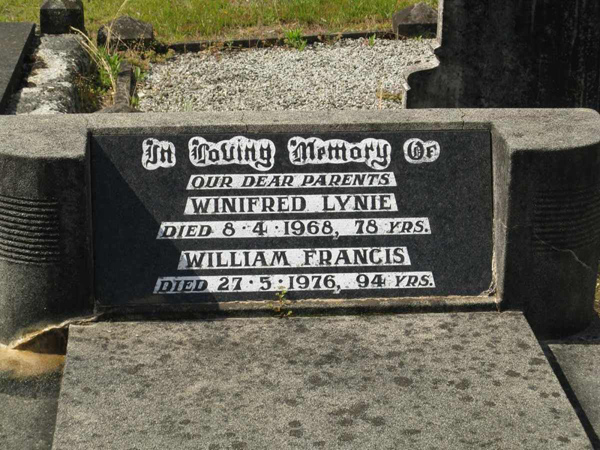 In Loving Memory Of
OUR DEAR PARENTS
WINIFRED LYNIE
DIED 8·4·1968, 78 YRS.
WILLIAM FRANCIS
DIED 27·5·1976, 94 YRS.